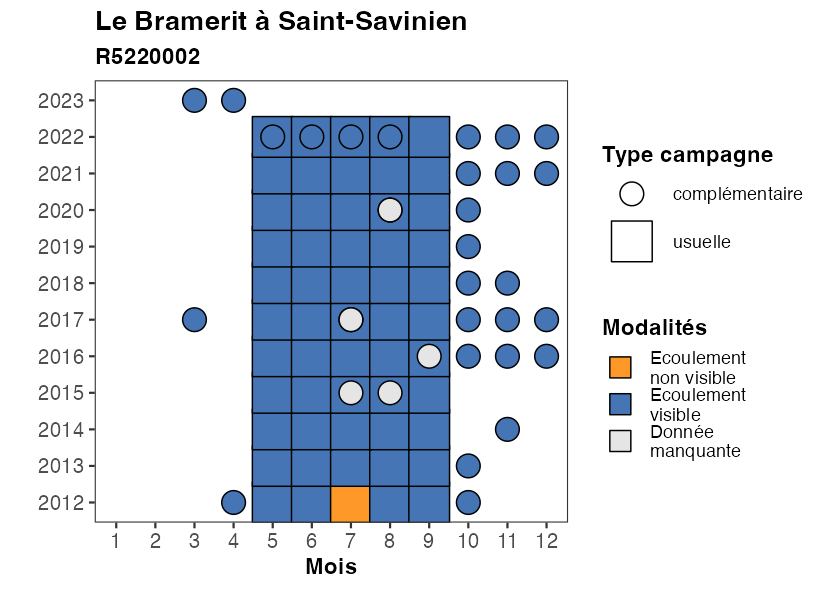 Le Bramerit à Saint-Savinien
R5220002
2023
2022
2021
2020
2019
2018
2017
2016
2015
2014
2013
2012
1 2 3 4 5 6 7 8 9 10 11 12
Mois
Type campagne
complémentaire
usuelle
Modalités
Ecoulement
non visible
Ecoulement
visible
Donnée
manquante